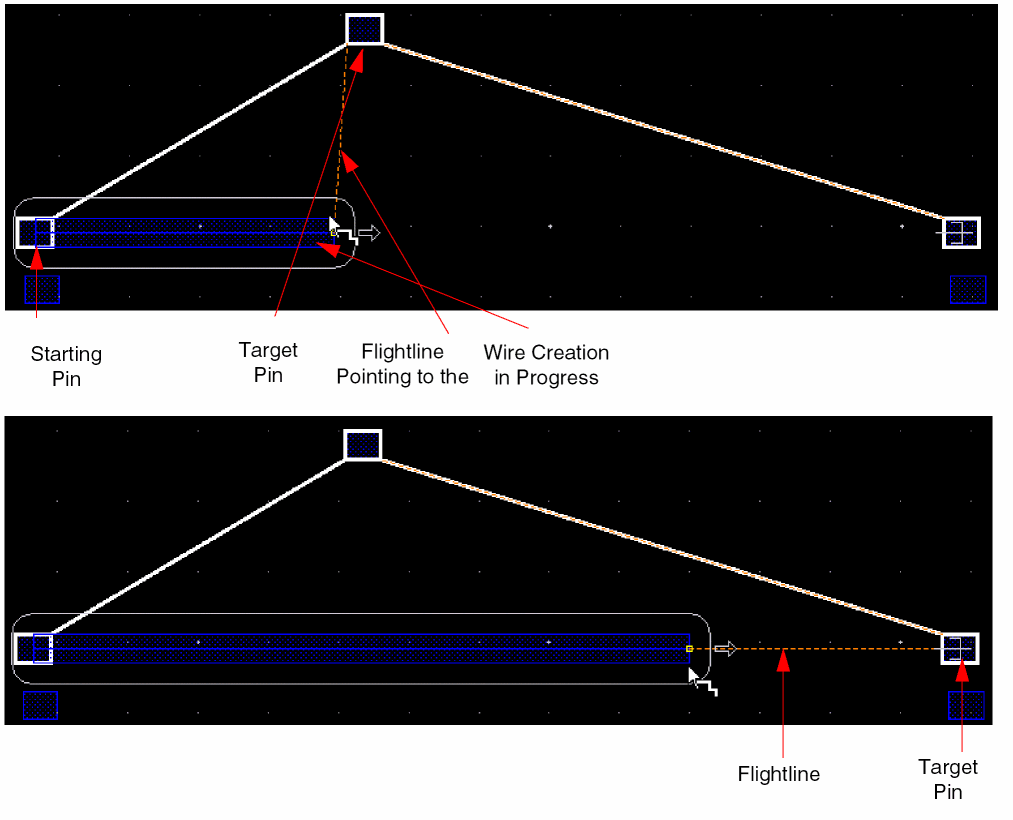 Starting
Pin
Target
Pin
Flightline
Pointing to the
Wire Creation
in Progress
Flightline
Target
Pin